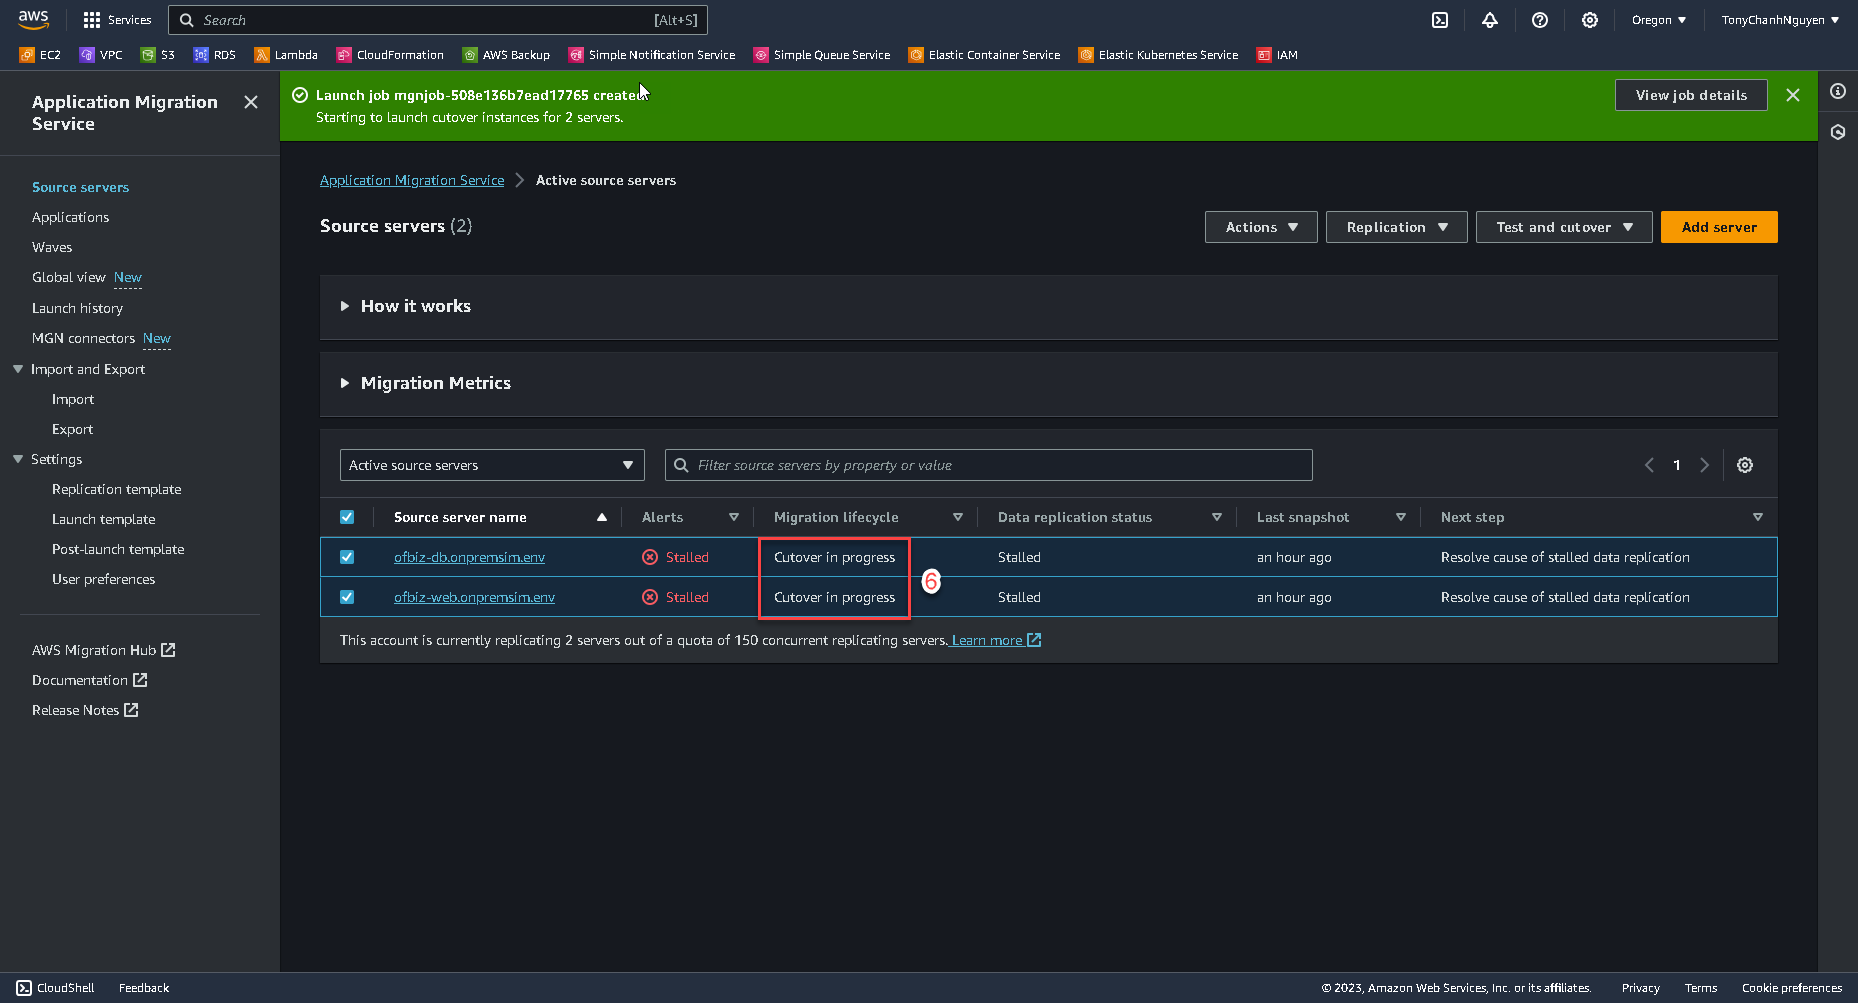 aws
Services
Search
[Alt+S]
Oregon
TonyChanhNguyen
EC2
VPC
S3
RDS
Lambda
CloudFormation
AWS Backup
Simple Notification Service
Simple Queue Service
Elastic Container Service
Elastic Kubernetes Service
IAM
Application Migration
Service
Source servers
Applications
Waves
Global view New
Launch history
MGN connectors New
Import and Export
Import
Export
Settings
Replication template
Launch template
Post-launch template
User preferences
AWS Migration Hub
Documentation
Release Notes
Launch job mgnjob-508e136b7ead17765 created
Starting to launch cutover instances for 2 servers.
View job details
Application Migration Service
Active source servers
Source servers (2)
Actions
Replication
Test and cutover
Add server
How it works
Migration Metrics
Active source servers
Filter source servers by property or value
1
Source server name
Alerts
Migration lifecycle
Data replication status
Last snapshot
Next step
ofbiz-db.onpremsim.env
Stalled
Cutover in progress
Stalled
an hour ago
Resolve cause of stalled data replication
6
ofbiz-web.onpremsim.env
Stalled
Cutover in progress
Stalled
an hour ago
Resolve cause of stalled data replication
This account is currently replicating 2 servers out of a quota of 150 concurrent replicating servers. Learn more
CloudShell
Feedback
© 2023, Amazon Web Services, Inc. or its affiliates.
Privacy
Terms
Cookie preferences